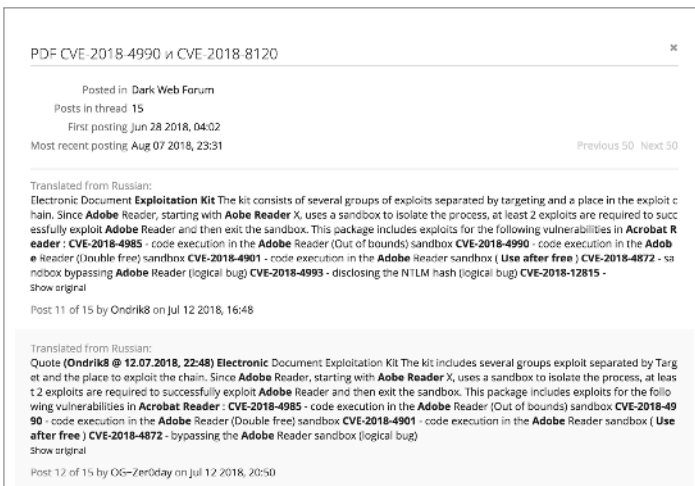 PDF CVE-2018-4990 и CVE-2018-8120
×
Posted in Dark Web Forum
Posts in thread 15
First posting Jun 28 2018, 04:02
Most recent posting Aug 07 2018, 23:31
Previous 50 Next 50
Translated from Russian:
Electronic Document Exploitation Kit The kit consists of several groups of exploits separated by targeting and a place in the exploit c
hain. Since Adobe Reader, starting with Aobe Reader X, uses a sandbox to isolate the process, at least 2 exploits are required to succ
essfully exploit Adobe Reader and then exit the sandbox. This package includes exploits for the following vulnerabilities in Acrobat R
eader : CVE-2018-4985 - code execution in the Adobe Reader (Out of bounds) sandbox CVE-2018-4990 - code execution in the Adob
e Reader (Double free) sandbox CVE-2018-4901 - code execution in the Adobe Reader sandbox ( Use after free ) CVE-2018-4872 - sa
ndbox bypassing Adobe Reader (logical bug) CVE-2018-4993 - disclosing the NTLM hash (logical bug) CVE-2018-12815 -
Show original
Post 11 of 15 by Ondrik8 on Jul 12 2018, 16:48
Translated from Russian:
Quote (Ondrik8 @ 12.07.2018, 22:48) Electronic Document Exploitation Kit The kit includes several groups exploit separated by Targ
et and the place to exploit the chain. Since Adobe Reader, starting with Aobe Reader X, uses a sandbox to isolate the process, at leas
t 2 exploits are required to successfully exploit Adobe Reader and then exit the sandbox. This package includes exploits for the follo
wing vulnerabilities in Acrobat Reader : CVE-2018-4985 - code execution in the Adobe Reader (Out of bounds) sandbox CVE-2018-49
90 - code execution in the Adobe Reader (Double free) sandbox CVE-2018-4901 - code execution in the Adobe Reader sandbox ( Use
after free ) CVE-2018-4872 - bypassing the Adobe Reader sandbox (logical bug)
Show original
Post 12 of 15 by OG=Zer0day on Jul 12 2018, 20:50